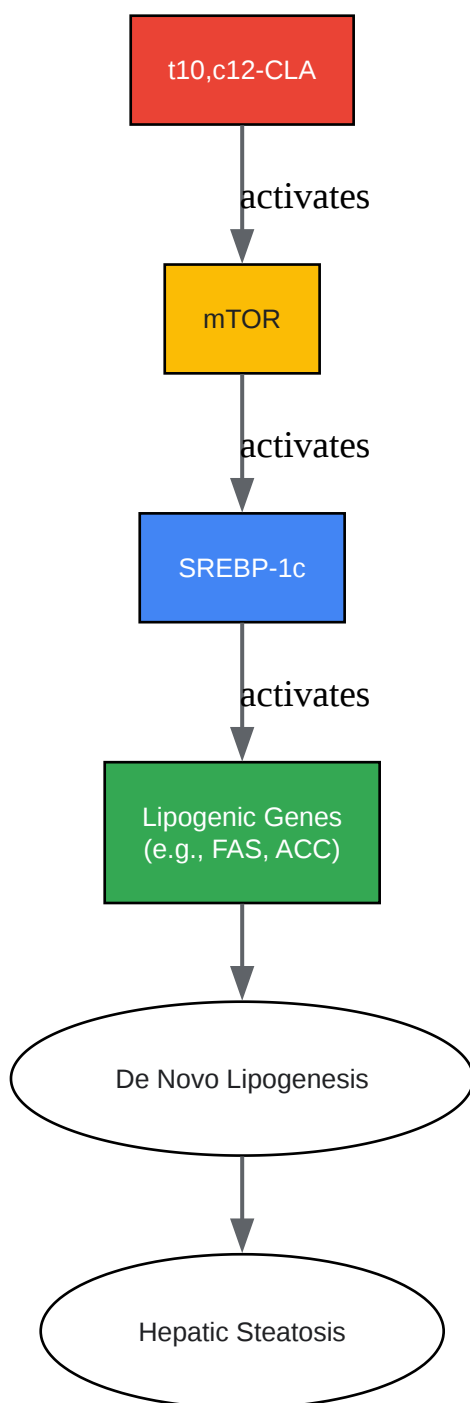 t10,c12-CLA
activates
mTOR
activates
SREBP-1c
activates
Lipogenic Genes
(e.g., FAS, ACC)
De Novo Lipogenesis
Hepatic Steatosis